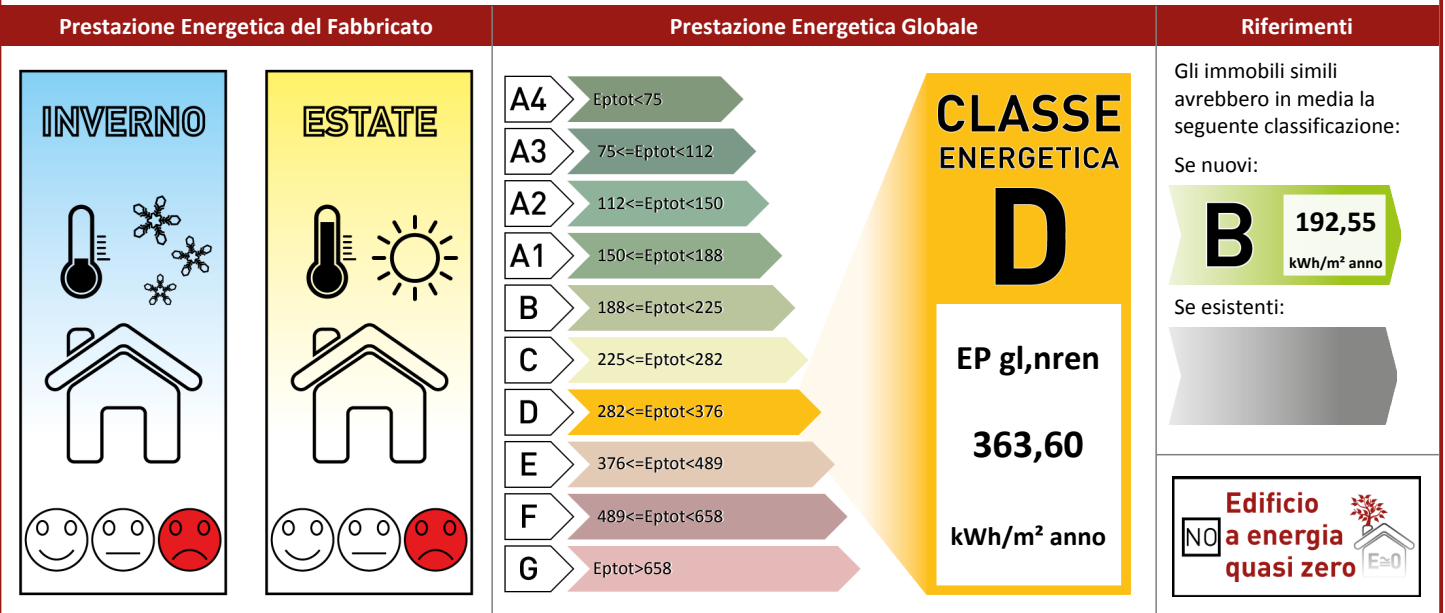 Prestazione Energetica del Fabbricato
Prestazione Energetica Globale
Riferimenti
INVERNO
ESTATE
A4
Eptot<75
A3
75<=Eptot<112
A2
112<=Eptot<150
A1
150<=Eptot<188
B
188<=Eptot<225
C
225<=Eptot<282
D
282<=Eptot<376
E
376<=Eptot<489
F
489<=Eptot<658
G
Eptot>658
CLASSE
ENERGETICA
D
EP gl,nren
363,60
kWh/m² anno
Gli immobili simili
avrebbero in media la
seguente classificazione:
Se nuovi:
B
192,55
kWh/m² anno
Se esistenti:
Edificio
NO a energia
quasi zero
E≅0